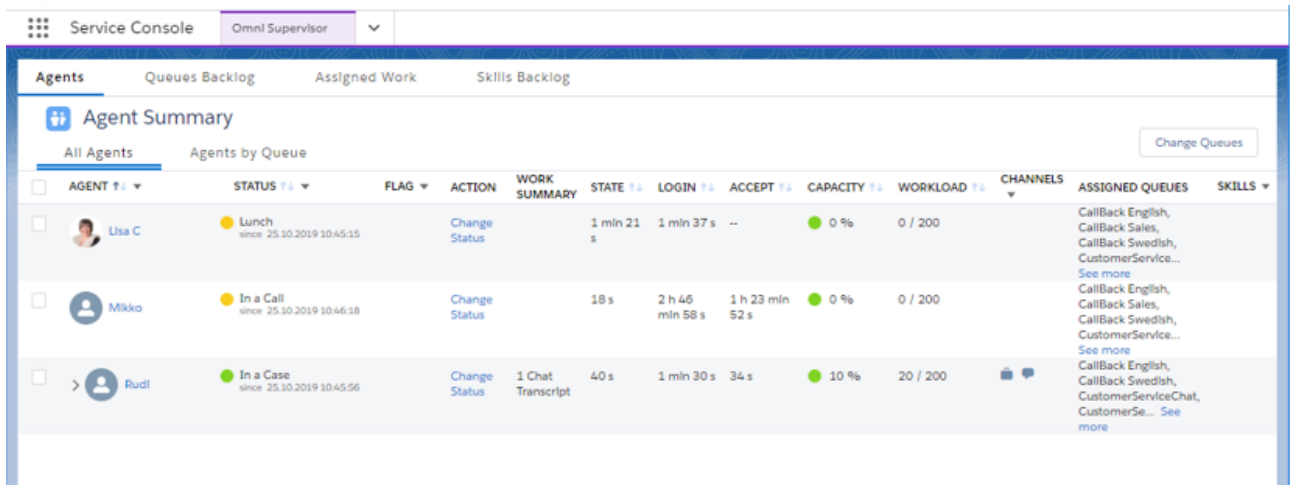 Service Console Omni Supervisor
Agents Queues Backlog Assigned Work Skills Backlog
Agent Summary
Change Queues
All Agents Agents by Queue
AGENT STATUS FLAG ACTION WORK SUMMARY STATE LOGIN ACCEPT CAPACITY WORKLOAD CHANNELS ASSIGNED QUEUES SKILLS
Lisa C
Lunch
since 25.10.2019 10:45:15
Change
Status
1 min 21
s
1 min 37 s
--
0 %
0 / 200
CallBack English,
CallBack Sales,
CallBack Swedish,
CustomerService...
See more
Mikko
In a Call
since 25.10.2019 10:46:18
Change
Status
18 s
2 h 46
min 58 s
1 h 23 min
52 s
0 %
0 / 200
CallBack English,
CallBack Sales,
CallBack Swedish,
CustomerService...
See more
Rudi
In a Case
since 25.10.2019 10:45:56
Change
Status
1 Chat
Transcript
40 s
1 min 30 s
34 s
10 %
20 / 200
CallBack English,
CallBack Swedish,
CustomerServiceChat,
CustomerSe... See
more